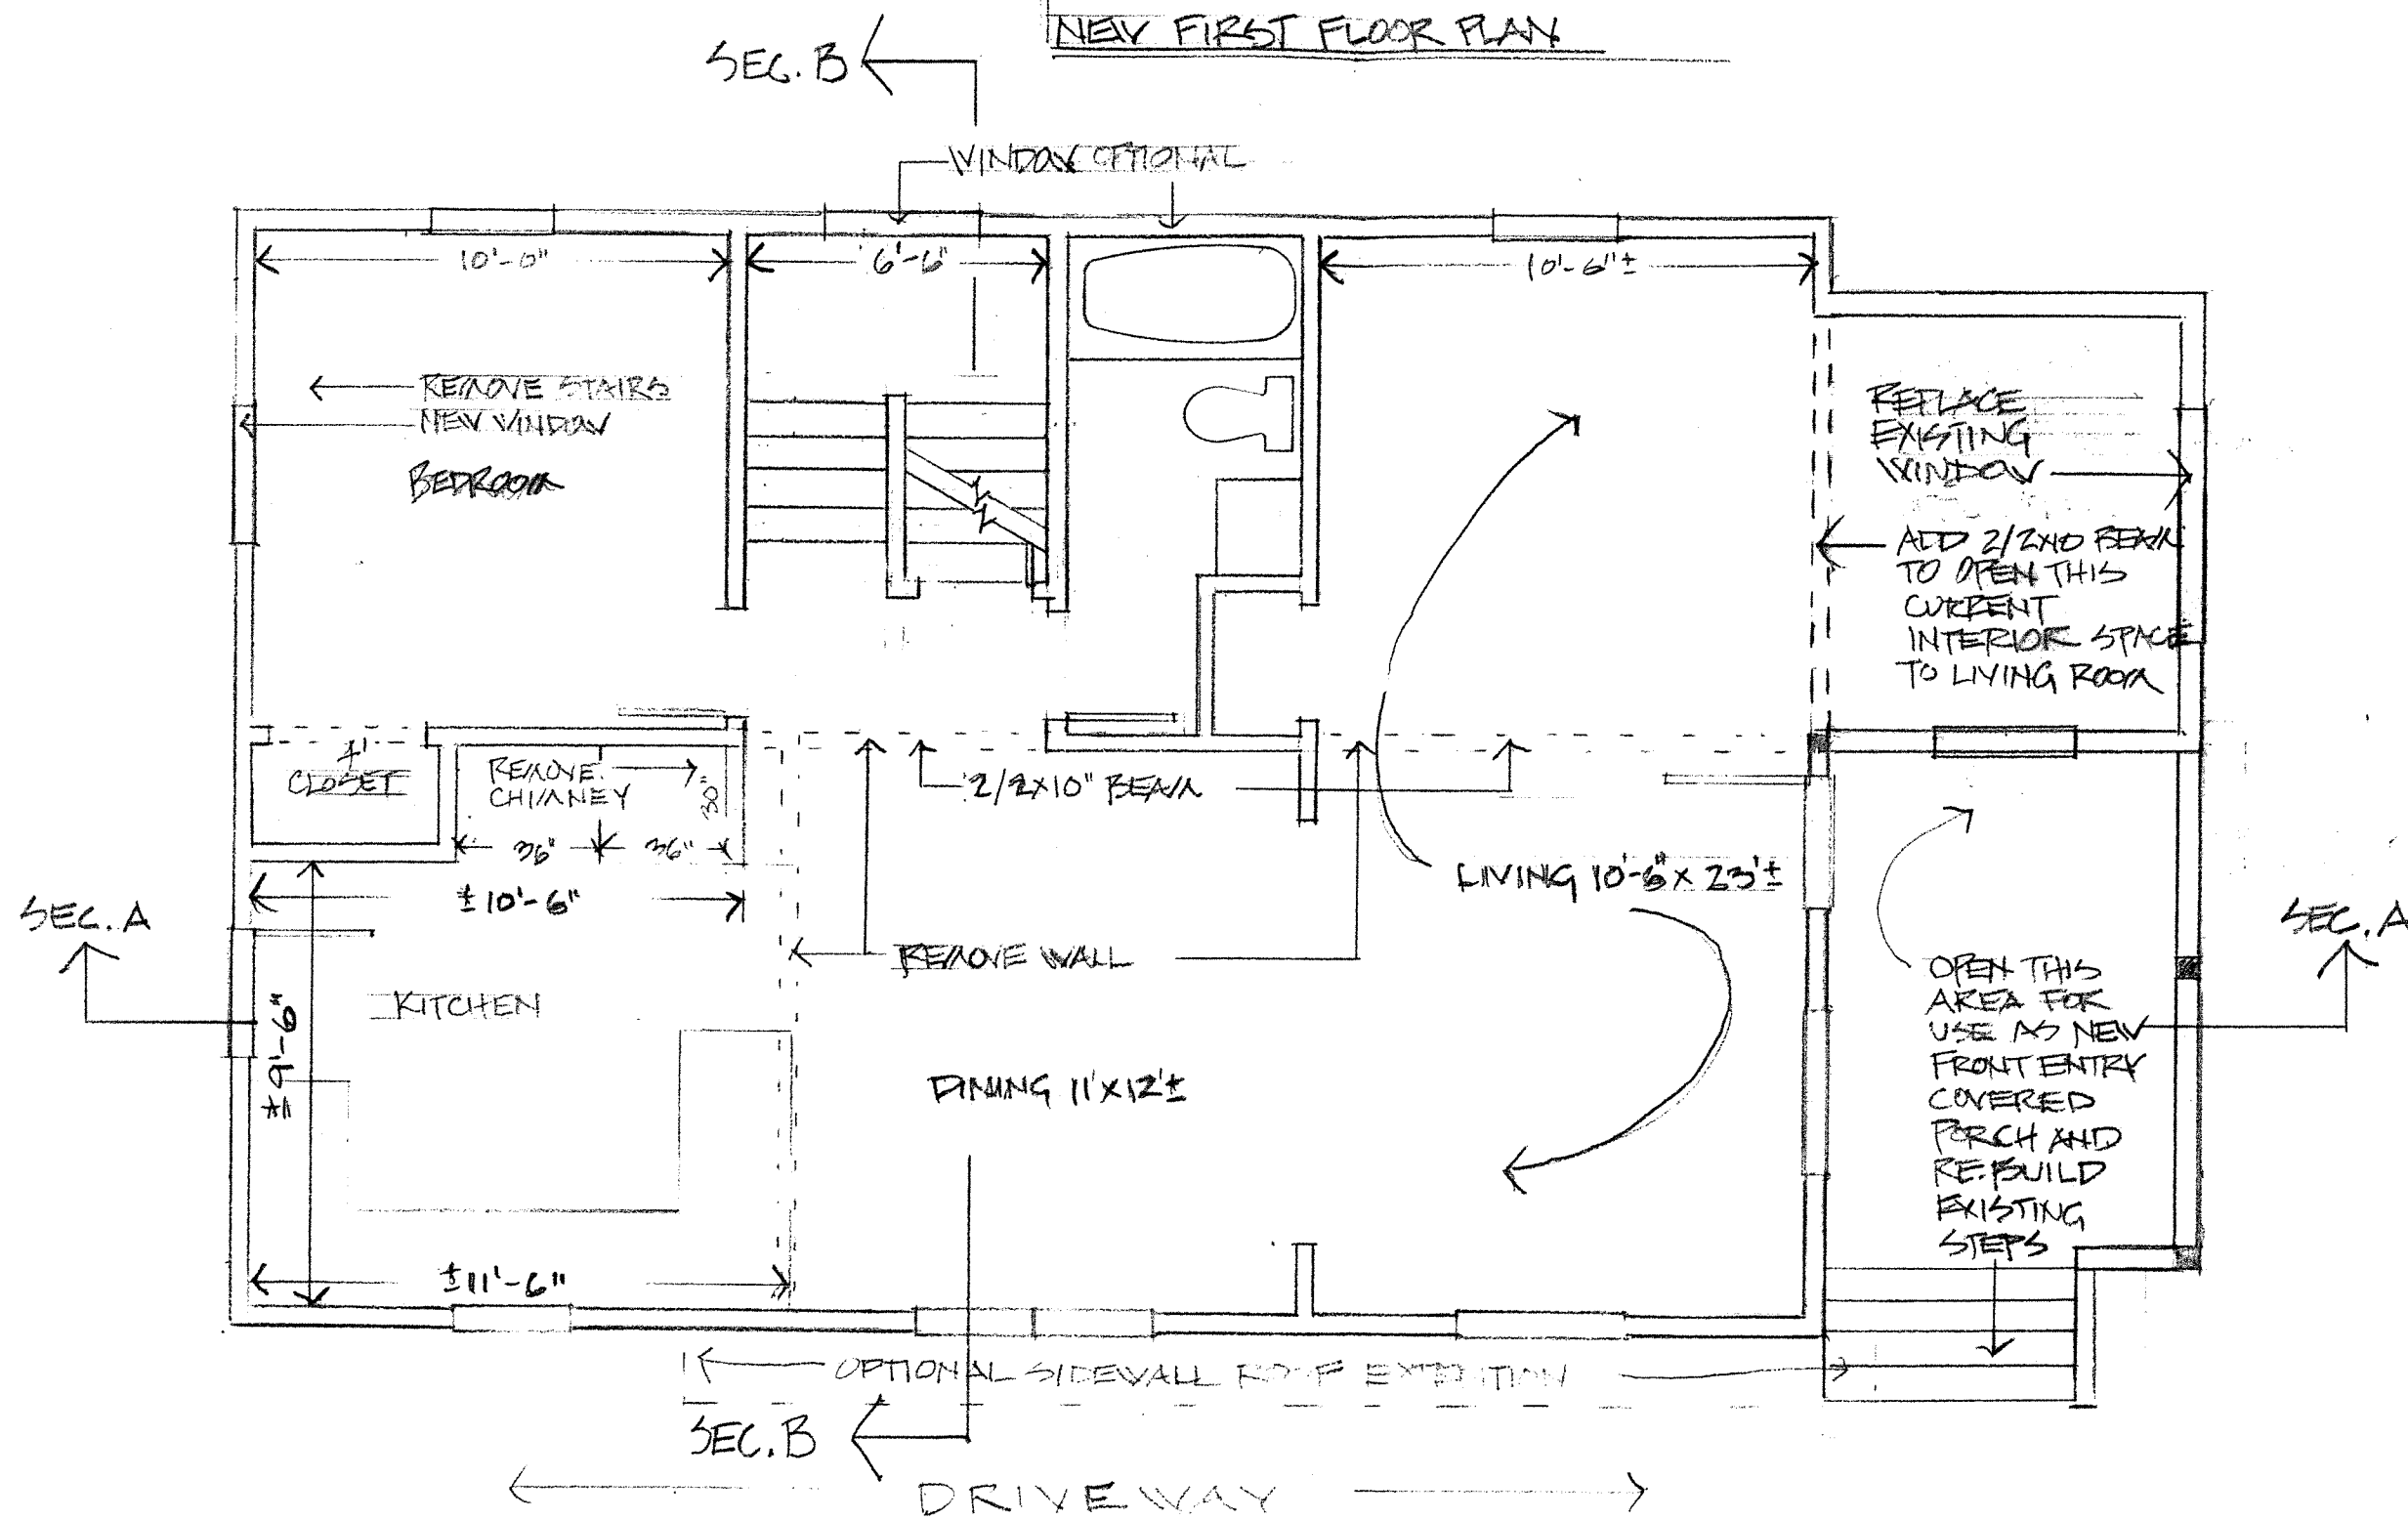 NEW FIRST FLOOR PLAN
SEC. B
WINDOW OPTIONAL
10'-0"
6'-6"
10'-6"±
REMOVE STAIRS
NEW WINDOW
BEDROOM
REPLACE
EXISTING
WINDOW
ADD 2/2X10 BEAM
TO OPEN THIS
CURRENT
INTERIOR SPACE
TO LIVING ROOM
4'
CLOSET
REMOVE
CHIMNEY
30"
36"
36"
2/2X10" BEAM
±10'-6"
LIVING 10'-6" X 23'±
SEC. A
SEC. A
REMOVE WALL
KITCHEN
±9'-6"
DINING 11'X12'±
OPEN THIS
AREA FOR
USE AS NEW
FRONT ENTRY
COVERED
PORCH AND
RE-BUILD
EXISTING
STEPS
±11'-6"
OPTIONAL SIDEWALL ROOF
SEC. B
DRIVEWAY